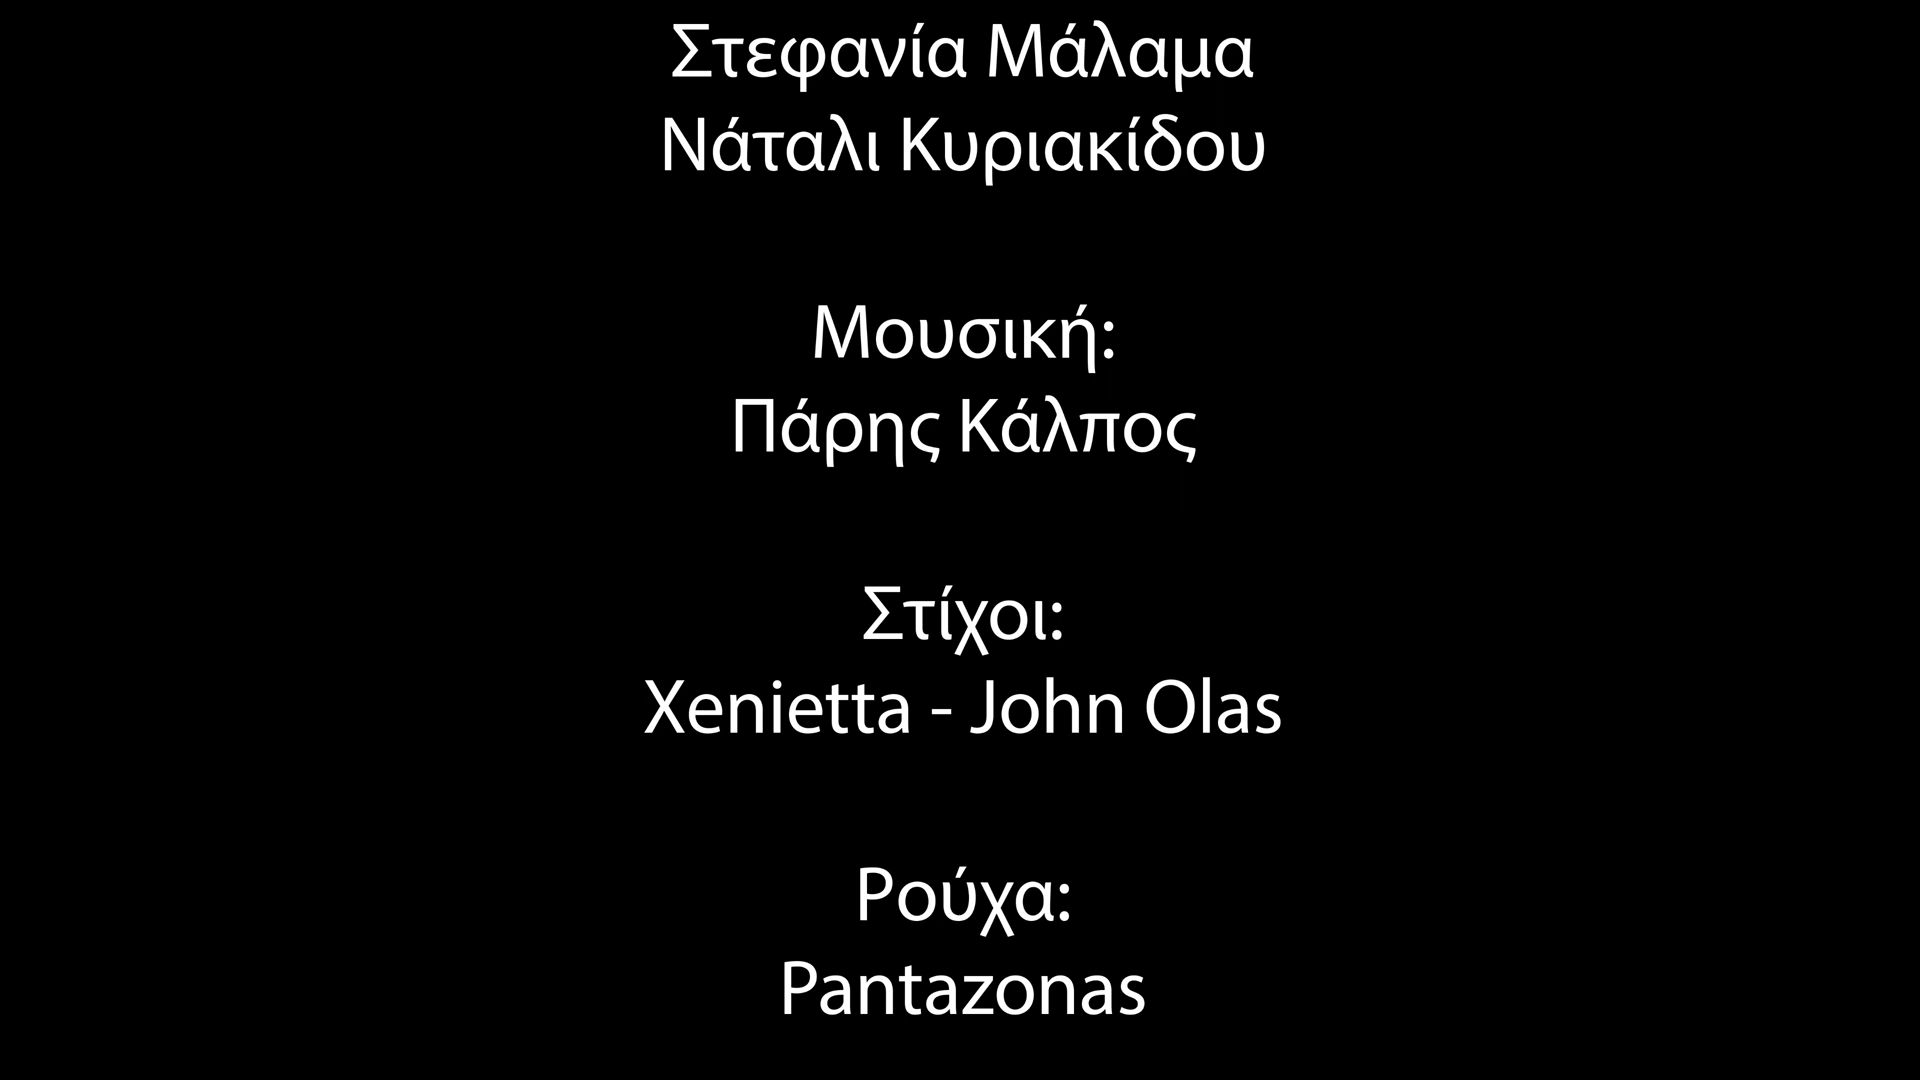 Στεφανία Μάλαμα
Νάταλι Κυριακίδου
Μουσική:
Πάρης Κάλπος
Στίχοι:
Xenietta - John Olas
Ρούχα:
Pantazonas